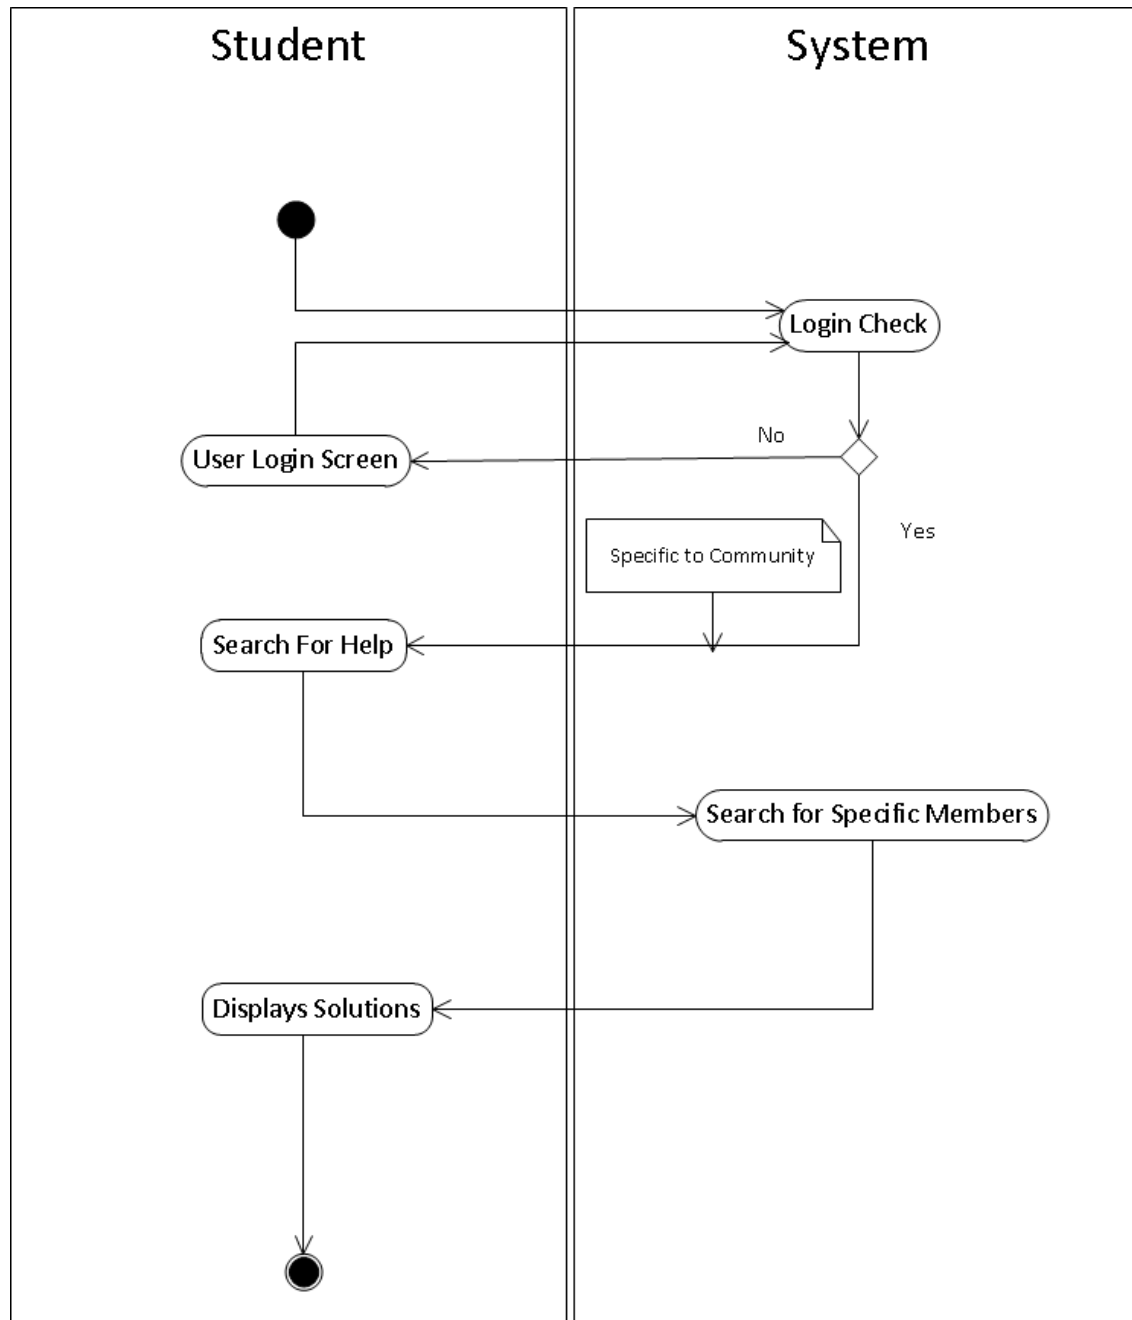 Student
System
Login Check
No
User Login Screen
Yes
Specific to Community
Search For Help
Search for Specific Members
Displays Solutions